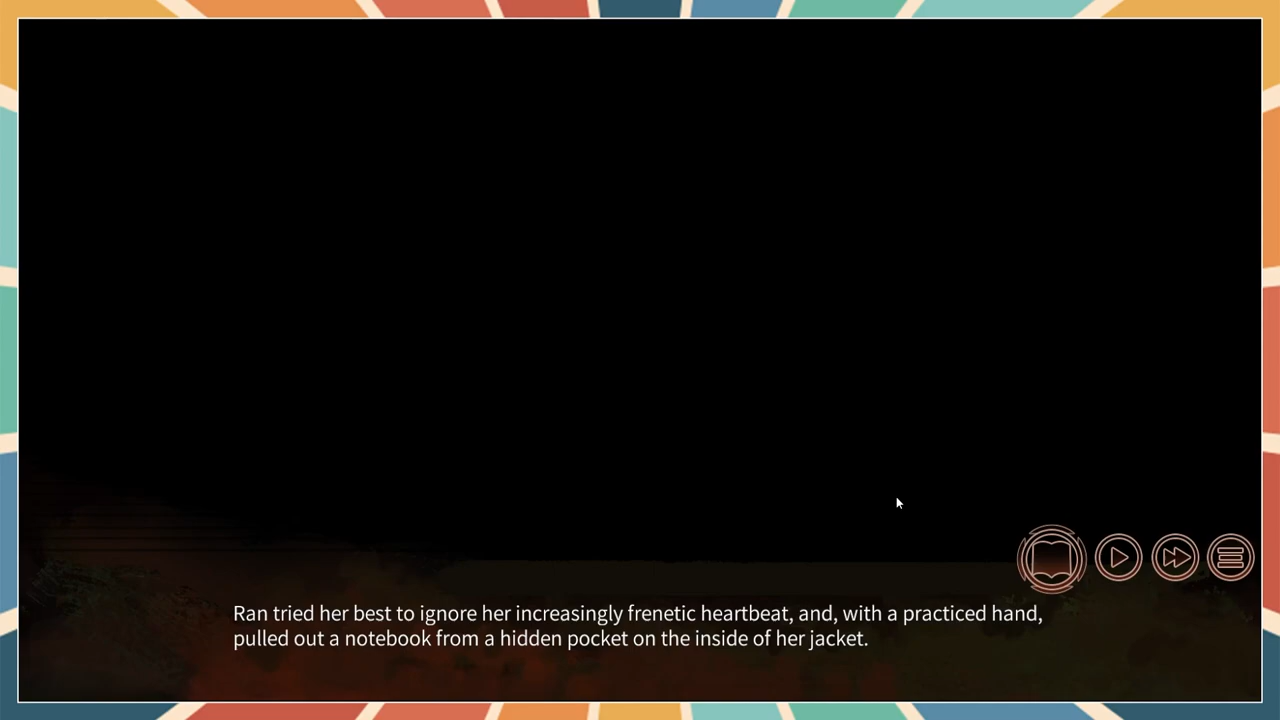 Ran tried her best to ignore her increasingly frenetic heartbeat, and, with a practiced hand,
pulled out a notebook from a hidden pocket on the inside of her jacket.